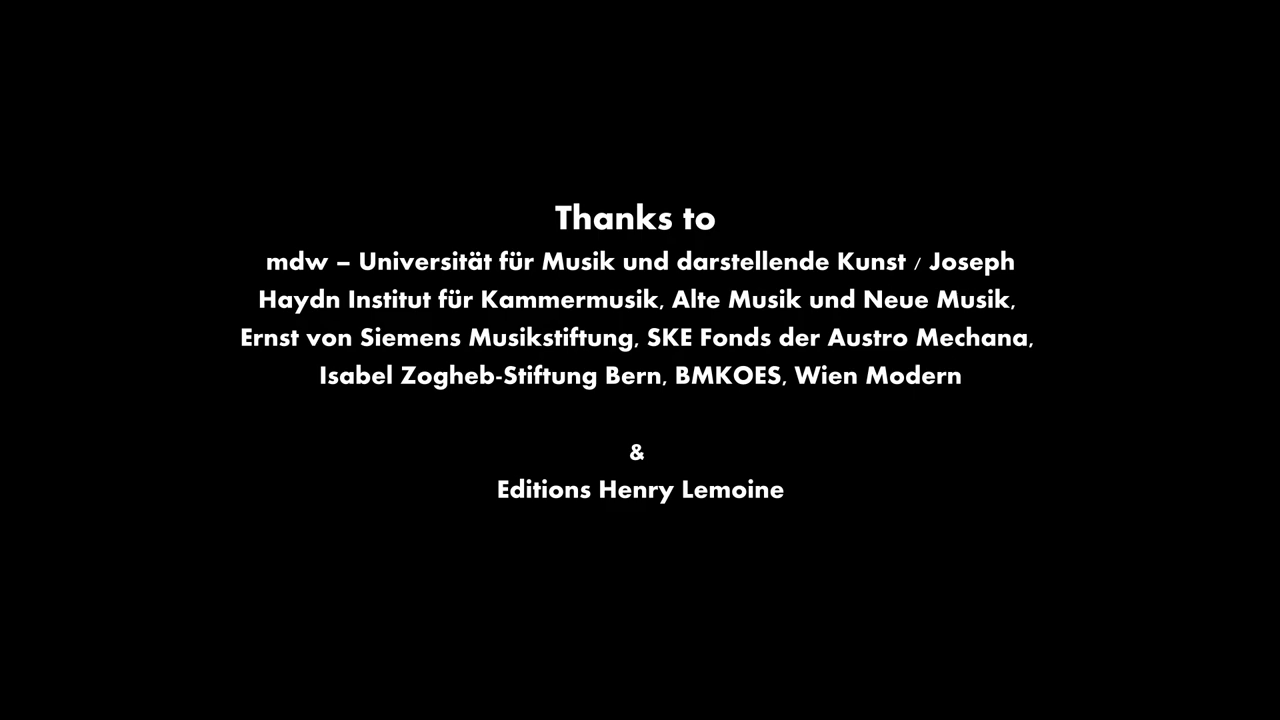 Thanks to
mdw – Universität für Musik und darstellende Kunst / Joseph
Haydn Institut für Kammermusik, Alte Musik und Neue Musik,
Ernst von Siemens Musikstiftung, SKE Fonds der Austro Mechana,
Isabel Zogheb-Stiftung Bern, BMKOES, Wien Modern
&
Editions Henry Lemoine